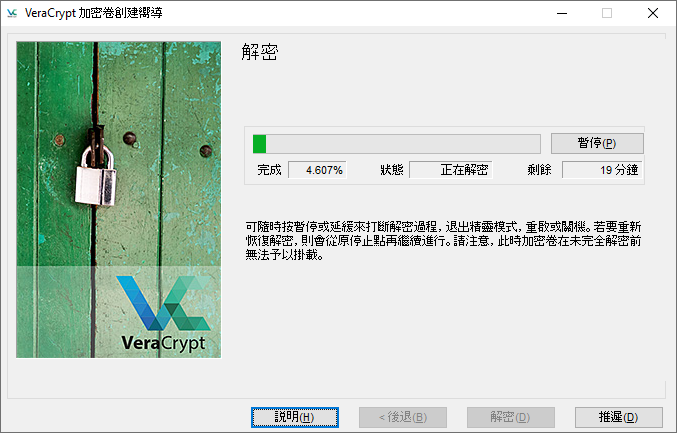 VeraCrypt 加密卷創建嚮導
解密
暫停(P)
完成 4.607% 狀態 正在解密 剩餘 19 分鐘
可隨時按暫停或延緩來打斷解密過程, 退出精靈模式, 重啟或關機。若要重新
恢復解密, 則會從原停止點再繼續進行。請注意, 此時加密卷在未完全解密前
無法予以掛載。
VeraCrypt
説明(H) < 後退(B) 解密(D) 推遲(D)